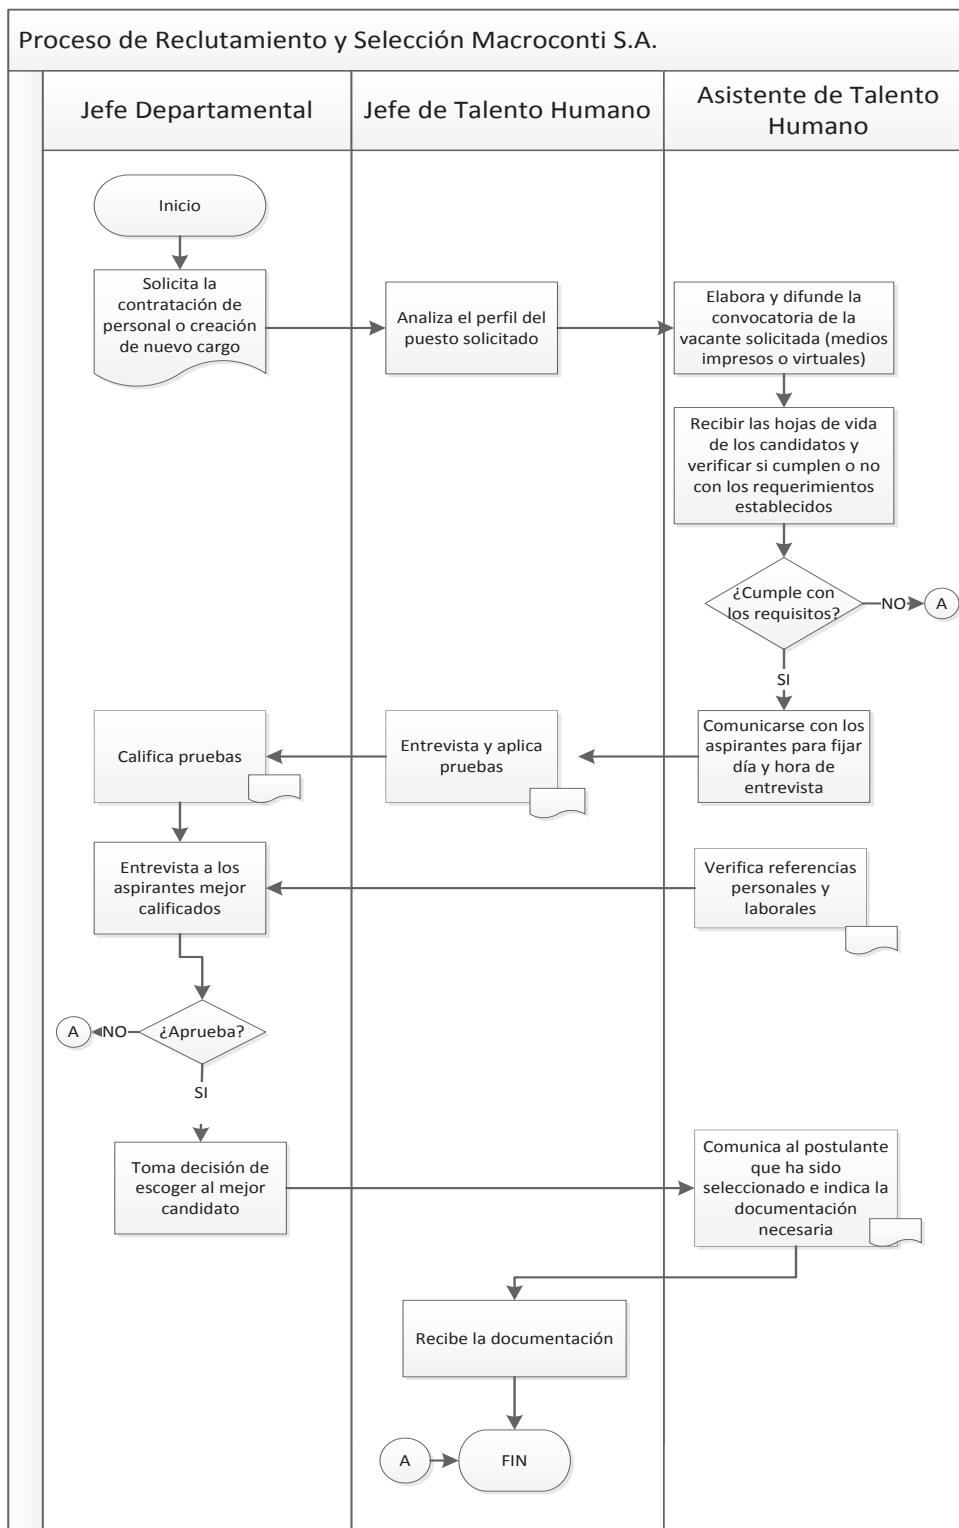 Proceso de Reclutamiento y Selección Macroconti S.A.
Jefe Departamental
Jefe de Talento Humano
Asistente de Talento
Humano
Inicio
Solicita la
contratación de
personal o creación
de nuevo cargo
Analiza el perfil del
puesto solicitado
Elabora y difunde la
convocatoria de la
vacante solicitada (medios
impresos o virtuales)
Recibir las hojas de vida
de los candidatos y
verificar si cumplen o no
con los requerimientos
establecidos
¿Cumple con
los requisitos?
NO
A
SI
Comunicarse con los
aspirantes para fijar
día y hora de
entrevista
Entrevista y aplica
pruebas
Califica pruebas
Entrevista a los
aspirantes mejor
calificados
Verifica referencias
personales y
laborales
¿Aprueba?
NO
A
SI
Toma decisión de
escoger al mejor
candidato
Comunica al postulante
que ha sido
seleccionado e indica la
documentación
necesaria
Recibe la documentación
A
FIN